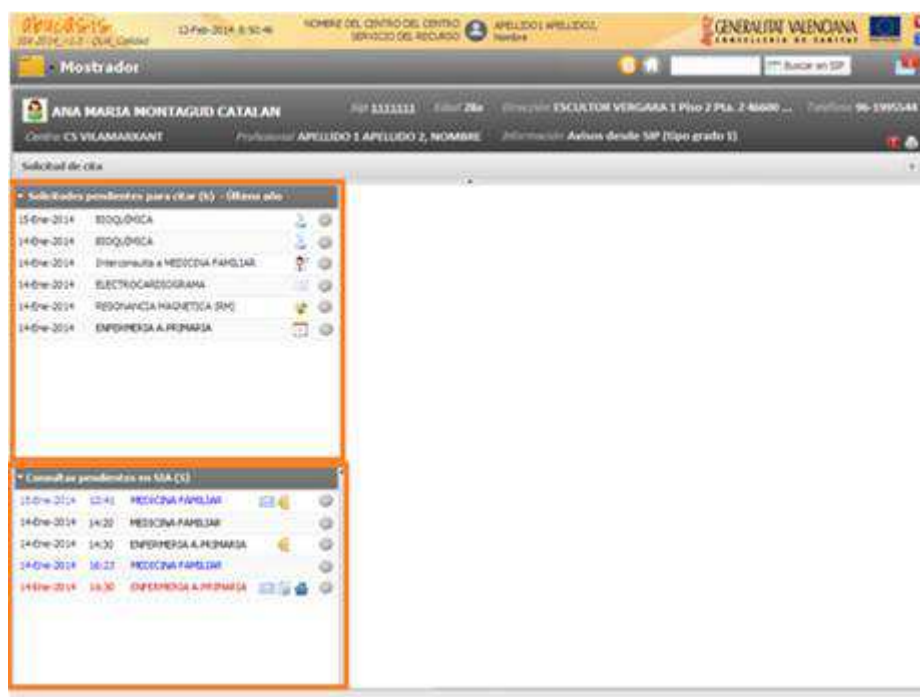 abucasis
12-Feb-2014 8:50:46
NOMBRE DEL CENTRO DEL CENTRO
SERVICIO DEL RECURSO
APELLIDO1 APELLIDO2,
Nombre
GENERALITAT VALENCIANA
CONSELLERIA DE SANITAT
Mostrador
Buscar en SIP
ANA MARIA MONTAGUD CATALAN
Sip 1111111 Edad 28a Dirección ESCULTOR VERGARA 1 Piso 2 Pta. 2 46600 ... Teléfono 96-1995548
Centro CS VILAMARXANT Profesional APELLIDO 1 APELLIDO 2, NOMBRE Información Avisos desde SIP (tipo grado 1)
Solicitud de cita
Solicitudes pendientes para citar (6) - Último año
15-Ene-2014 BIOQUÍMICA
14-Ene-2014 BIOQUÍMICA
14-Ene-2014 Interconsulta a MEDICINA FAMILIAR
14-Ene-2014 ELECTROCARDIOGRAMA
14-Ene-2014 RESONANCIA MAGNETICA (RM)
14-Ene-2014 ENFERMERIA A.PRIMARIA
Consultas pendientes en SIA (5)
15-Ene-2014 12:41 MEDICINA FAMILIAR
14-Ene-2014 14:20 MEDICINA FAMILIAR
14-Ene-2014 14:30 ENFERMERIA A.PRIMARIA
14-Ene-2014 16:23 MEDICINA FAMILIAR
14-Ene-2014 16:30 ENFERMERIA A.PRIMARIA